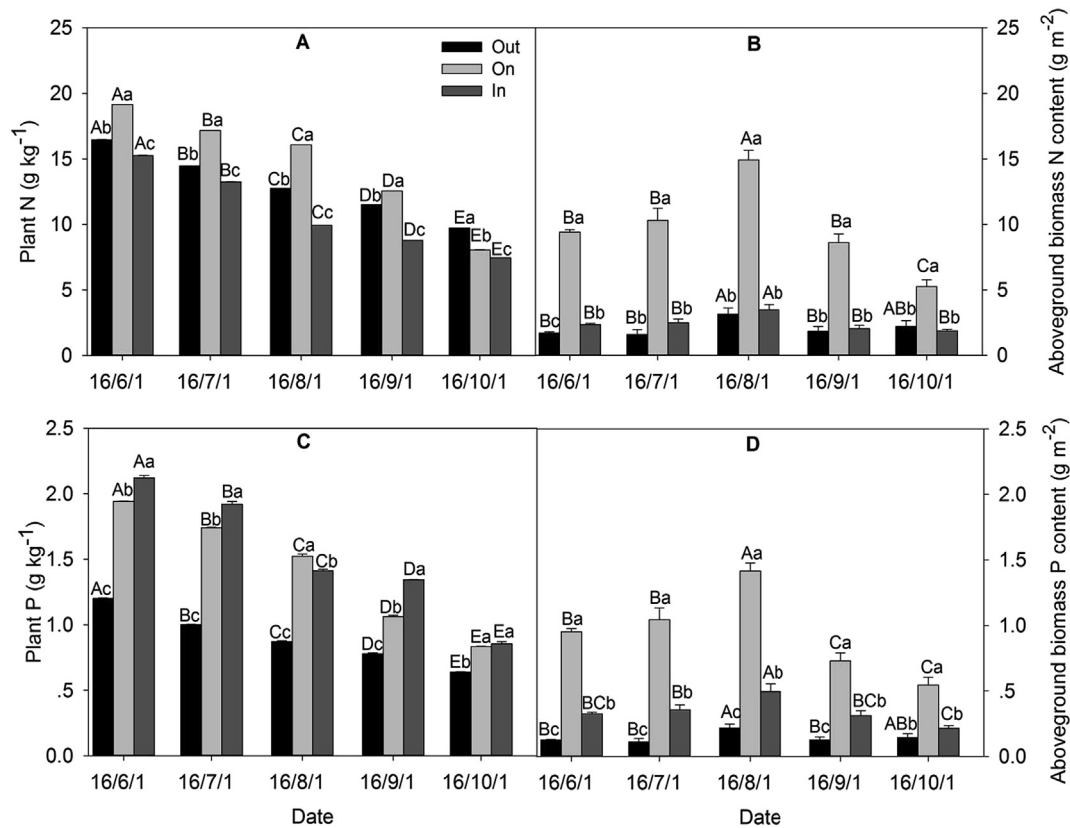 A
B
Out
On
In
Plant N (g kg⁻¹)
25
20
15
10
5
0
Ab Aa Ac
Bb Ba Bc
Cb Ca Cc
Db Da Dc
Ea Eb Ec
16/6/1 16/7/1 16/8/1 16/9/1 16/10/1
Bc Ba Bb
Bb Ba Bb
Ab Aa Ab
Bb Ba Bb
ABb Ca Bb
16/6/1 16/7/1 16/8/1 16/9/1 16/10/1
25
20
15
10
5
0
Aboveground biomass N content (g m⁻²)
C
D
Plant P (g kg⁻¹)
2.5
2.0
1.5
1.0
.5
0.0
Ac Ab Aa
Bc Bb Ba
Cc Ca Cb
Dc Db Da
Eb Ea Ea
16/6/1 16/7/1 16/8/1 16/9/1 16/10/1
Date
Bc Ba BCb
Bc Ba Bb
Ac Aa Ab
Bc Ca BCb
ABb Ca Cb
16/6/1 16/7/1 16/8/1 16/9/1 16/10/1
Date
2.5
2.0
1.5
1.0
.5
0.0
Aboveground biomass P content (g m⁻²)